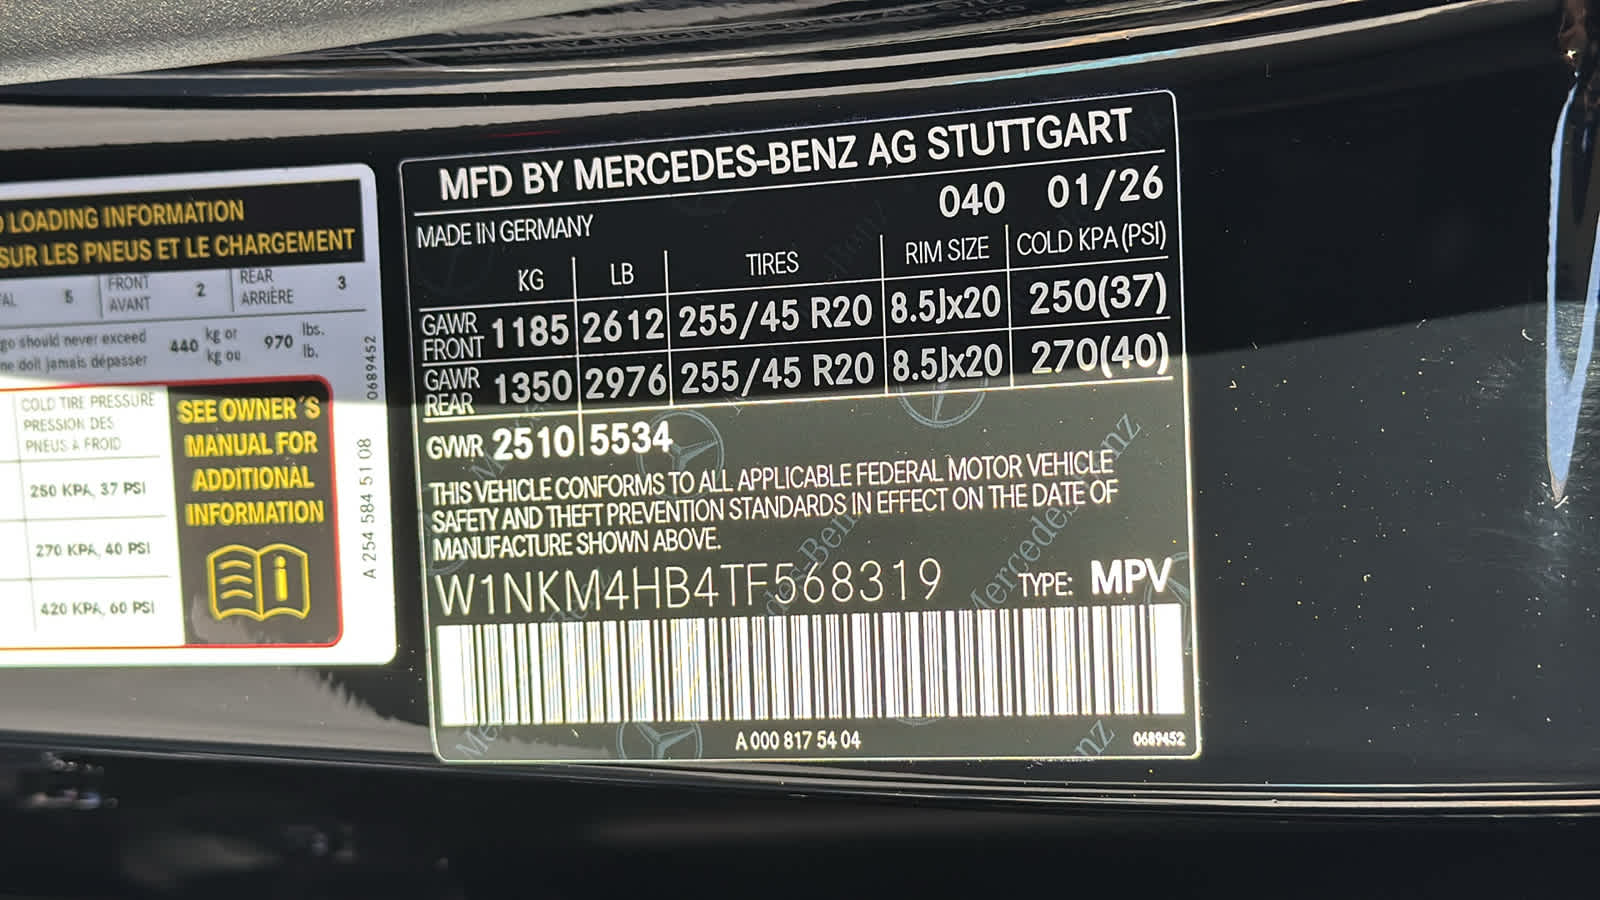 LOADING INFORMATION
SUR LES PNEUS ET LE CHARGEMENT
5 FRONT AVANT 2 REAR ARRIÈRE 3
should never exceed
ne doit jamais dépasser
440 kg or kg ou 970 lbs. lb.
0689452
COLD TIRE PRESSURE
PRESSION DES
PNEUS A FROID
250 KPA, 37 PSI
270 KPA, 40 PSI
420 KPA, 60 PSI
SEE OWNER´S
MANUAL FOR
ADDITIONAL
INFORMATION
A 254 584 51 08
MFD BY MERCEDES-BENZ AG STUTTGART
040 01/26
MADE IN GERMANY
KG LB TIRES RIM SIZE COLD KPA (PSI)
GAWR FRONT 1185 2612 255/45 R20 8.5Jx20 250(37)
GAWR REAR 1350 2976 255/45 R20 8.5Jx20 270(40)
GVWR 2510 5534
THIS VEHICLE CONFORMS TO ALL APPLICABLE FEDERAL MOTOR VEHICLE
SAFETY AND THEFT PREVENTION STANDARDS IN EFFECT ON THE DATE OF
MANUFACTURE SHOWN ABOVE.
W1NKM4HB4TF568319 TYPE: MPV
A 000 817 54 04 0689452